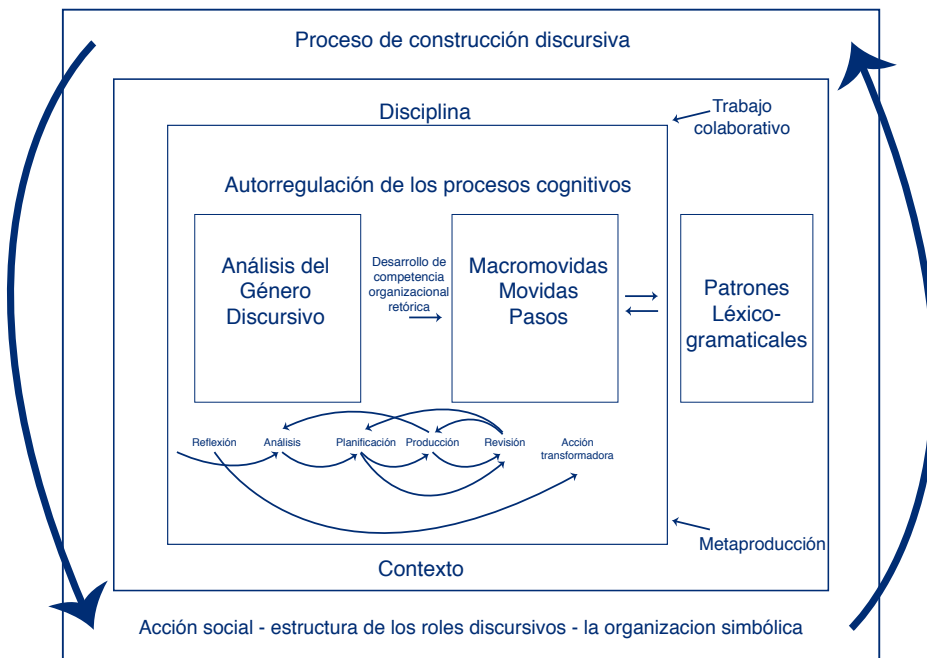 Proceso de construcción discursiva
Disciplina
Trabajo
colaborativo
Autorregulación de los procesos cognitivos
Análisis del
Género
Discursivo
Desarrollo de
competencia
organizacional
retórica
Macromovidas
Movidas
Pasos
Patrones
Léxico-
gramaticales
Reflexión
Análisis
Planificación
Producción
Revisión
Acción
transformadora
Metaproducción
Contexto
Acción social - estructura de los roles discursivos - la organizacion simbólica